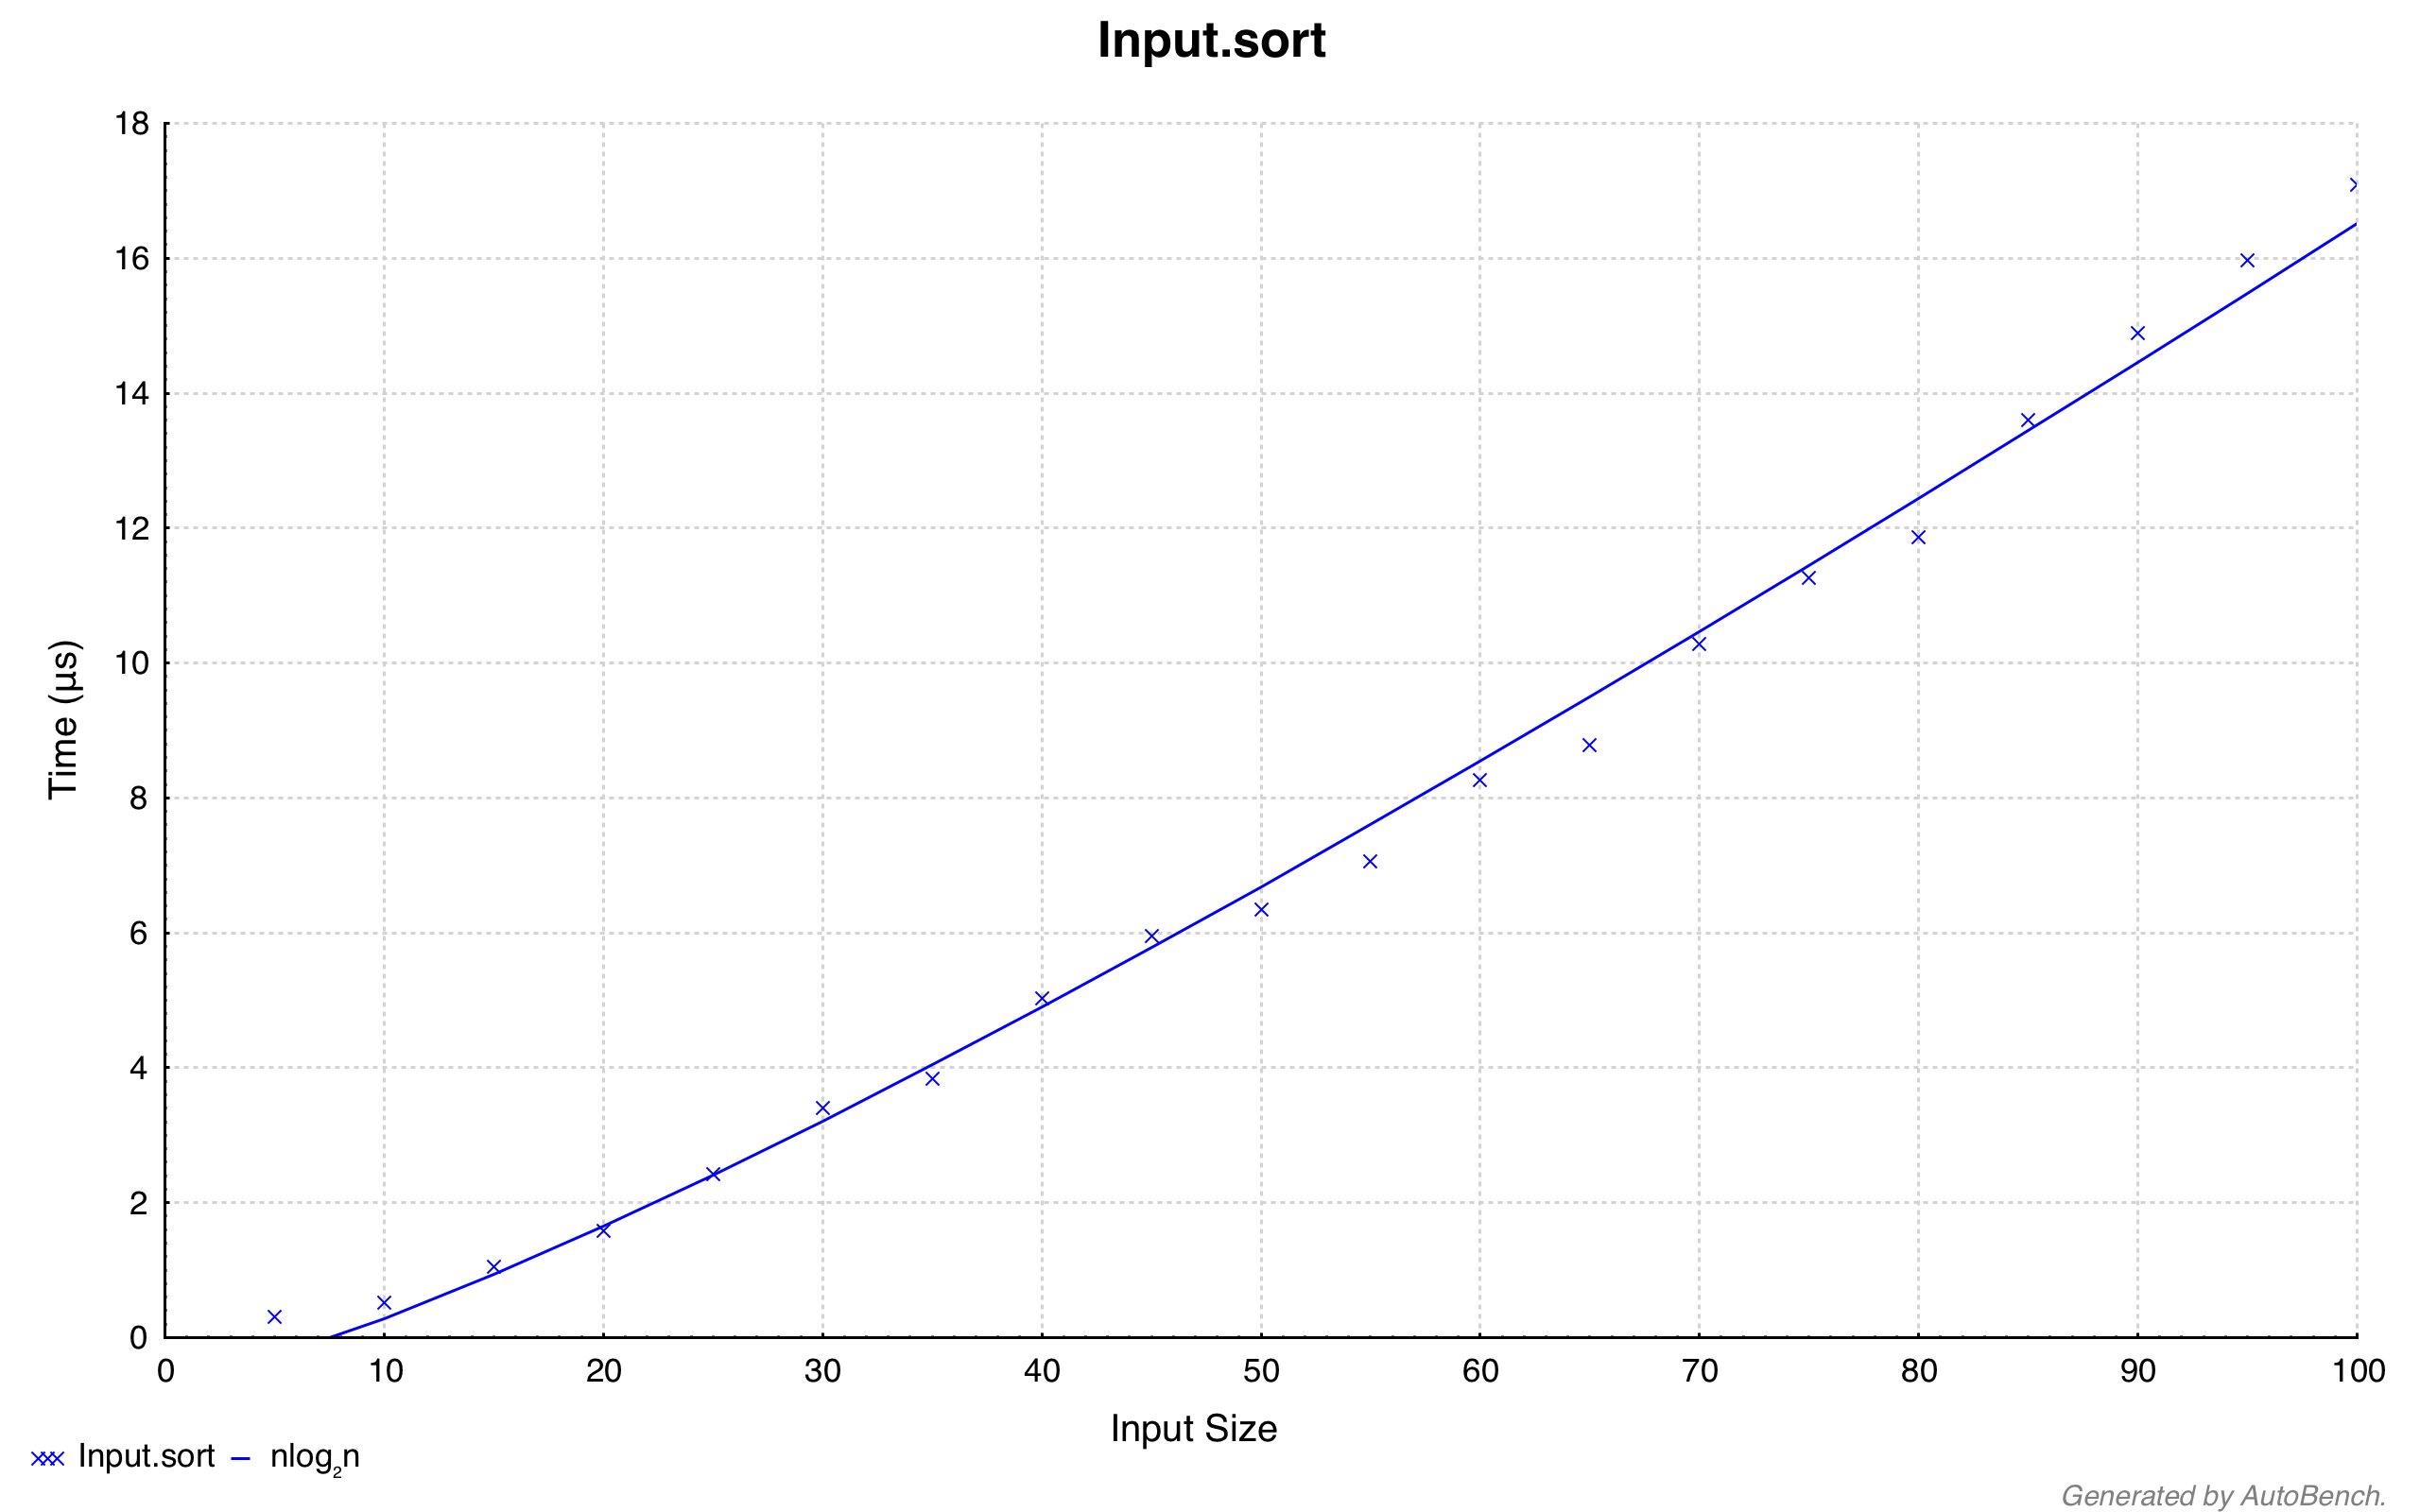 Input.sort
18
16
14
12
10
8
6
4
2
0
Time (µs)
0 10 20 30 40 50 60 70 80 90 100
Input Size
Input.sort nlog₂n
Generated by AutoBench.